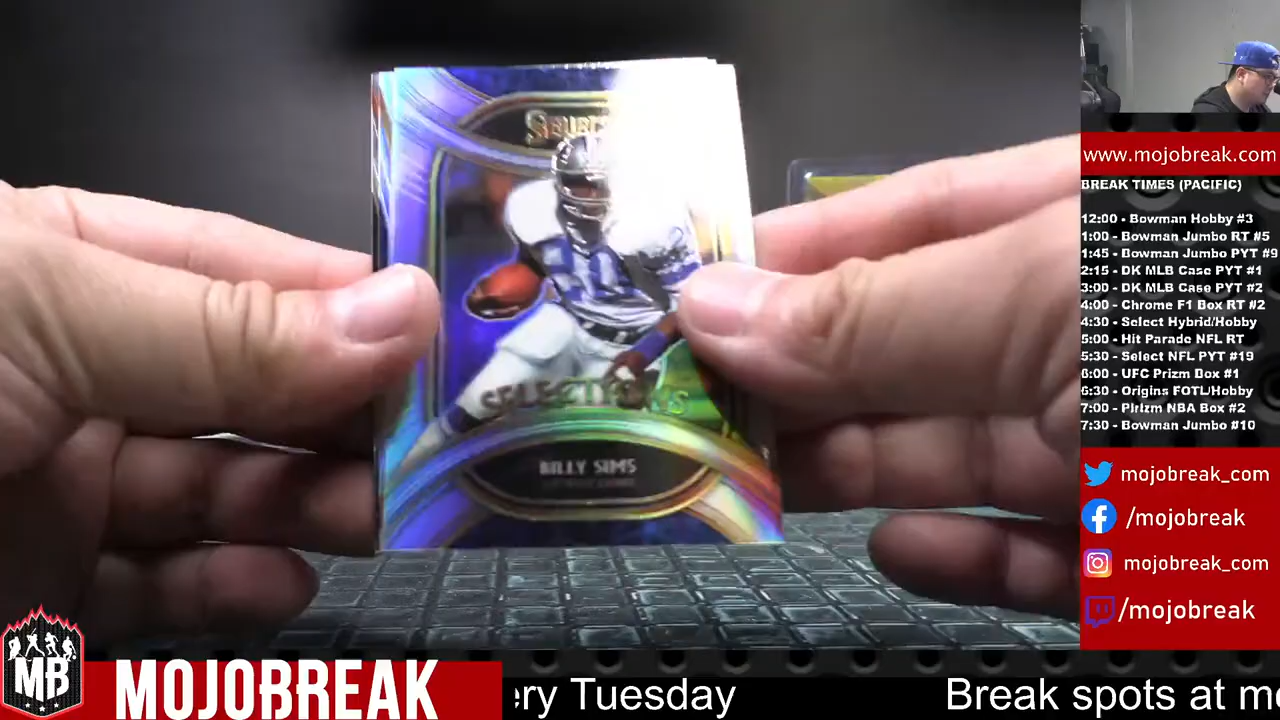 SELECTIONS
BILLY SIMS
www.mojobreak.com
BREAK TIMES (PACIFIC)
12:00 - Bowman Hobby #3
1:00 - Bowman Jumbo RT #5
1:45 - Bowman Jumbo PYT #9
2:15 - DK MLB Case PYT #1
3:00 - DK MLB Case PYT #2
4:00 - Chrome F1 Box RT #2
4:30 - Select Hybrid/Hobby
5:00 - Hit Parade NFL RT
5:30 - Select NFL PYT #19
6:00 - UFC Prizm Box #1
6:30 - Origins FOTL/Hobby
7:00 - Pirizm NBA Box #2
7:30 - Bowman Jumbo #10
mojobreak_com
/mojobreak
mojobreak_com
/mojobreak
MB
MOJOBREAK
ry Tuesday
Break spots at m